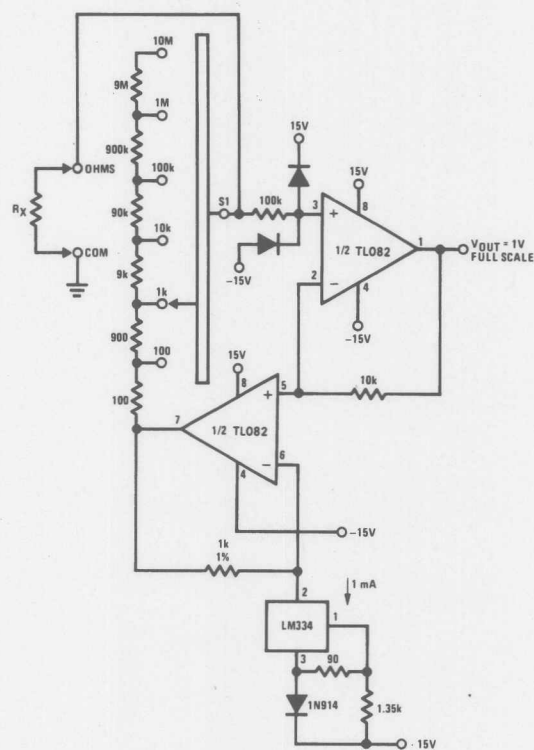 10M
9M
1M
900k
100k
90k
10k
9k
1k
900
100
100
OHMS
RX
COM
S1
100k
15V
-15V
3
+
15V
8
1/2 TL082
1
VOUT = 1V
FULL SCALE
2
−
4
-15V
10k
15V
8
5
+
7
1/2 TL082
6
−
4
-15V
1k
1%
1 mA
2
LM334
1
3
90
1N914
1.35k
- 15V